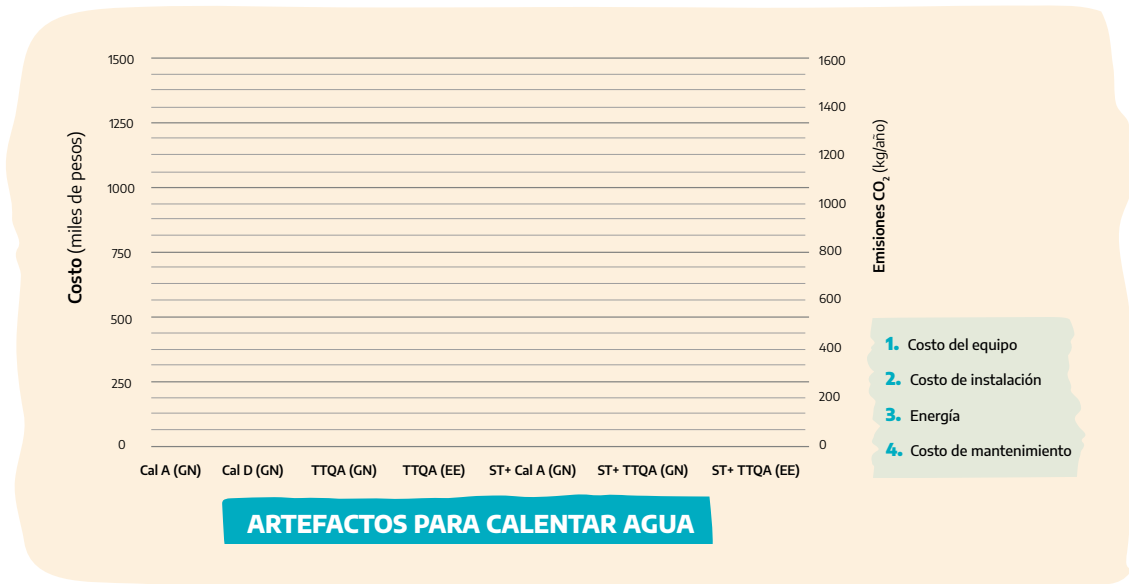 Costo (miles de pesos)
1500
1250
1000
750
500
250
0
1600
1400
1200
1000
800
600
400
200
0
Emisiones CO₂ (kg/año)
Cal A (GN) Cal D (GN) TTQA (GN) TTQA (EE) ST+ Cal A (GN) ST+ TTQA (GN) ST+ TTQA (EE)
ARTEFACTOS PARA CALENTAR AGUA
1. Costo del equipo
2. Costo de instalación
3. Energía
4. Costo de mantenimiento